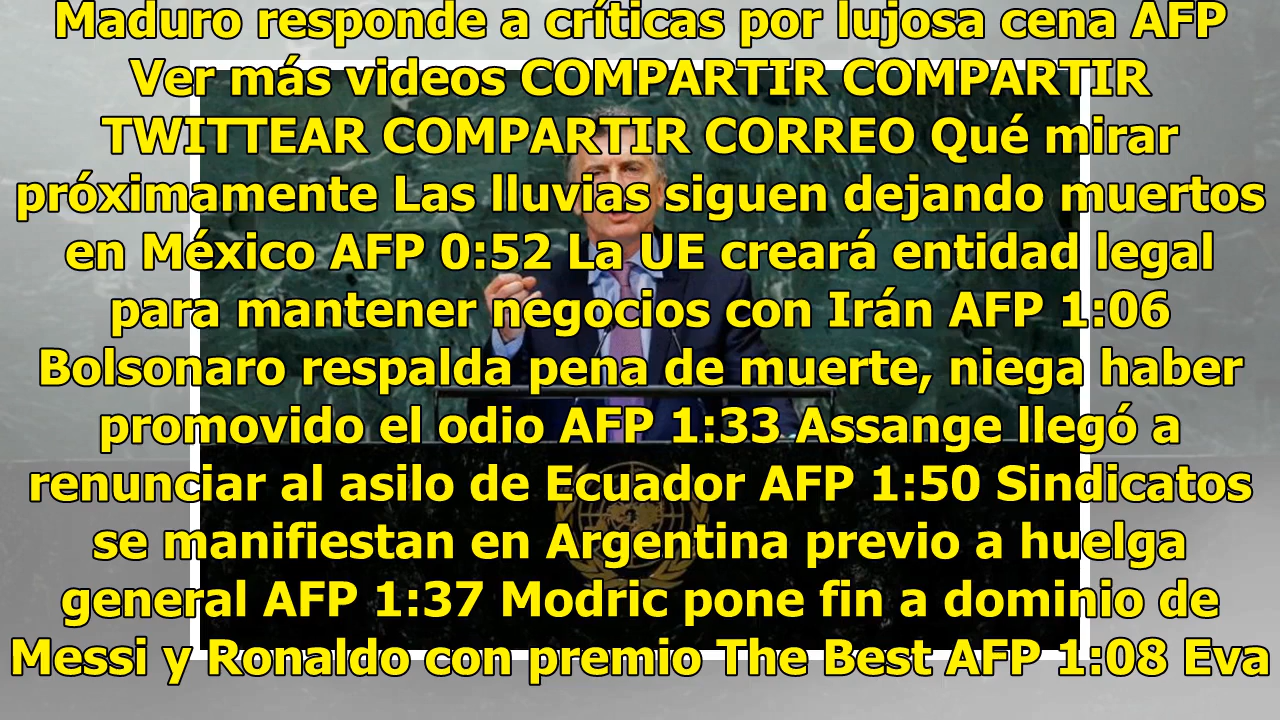 Maduro responde a críticas por lujosa cena AFP
Ver más videos COMPARTIR COMPARTIR
TWITTEAR COMPARTIR CORREO Qué mirar
próximamente Las lluvias siguen dejando muertos
en México AFP 0:52 La UE creará entidad legal
para mantener negocios con Irán AFP 1:06
Bolsonaro respalda pena de muerte, niega haber
promovido el odio AFP 1:33 Assange llegó a
renunciar al asilo de Ecuador AFP 1:50 Sindicatos
se manifiestan en Argentina previo a huelga
general AFP 1:37 Modric pone fin a dominio de
Messi y Ronaldo con premio The Best AFP 1:08 Eva